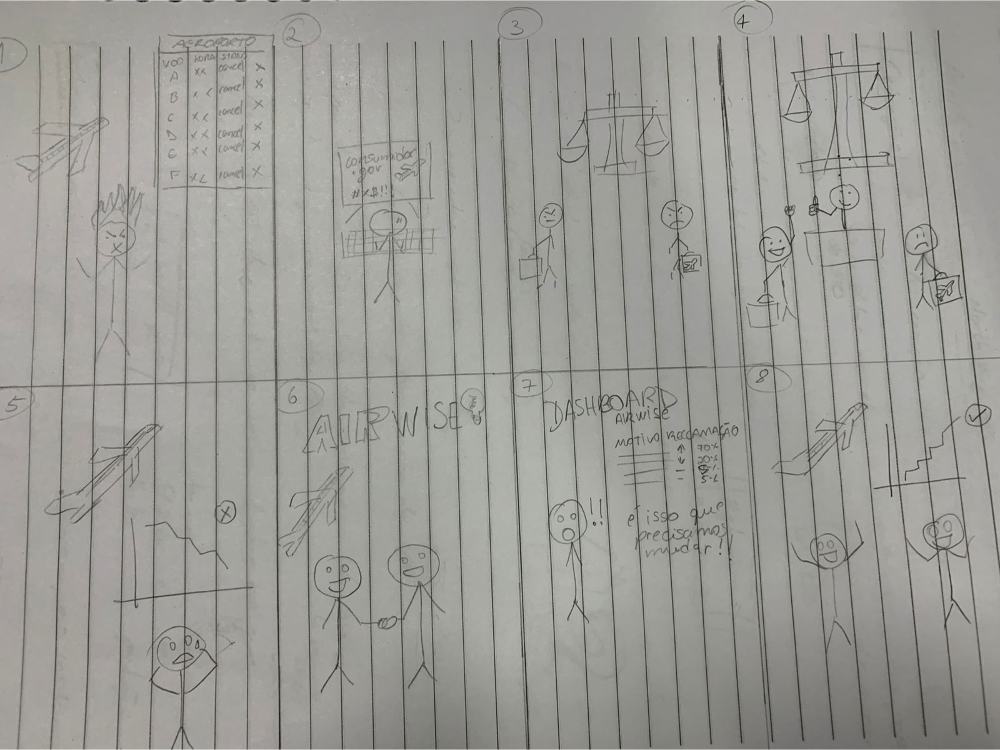 1
AEROPORTO
VOO HORA STATUS
A XX cancel X
B XX cancel X
C XX cancel X
D XX cancel X
E XX cancel X
F XX cancel X
2
consumidor
.gov
#x$!!!
3
4
5
X
6
AIRWISE
7
DASHBOARD
AIRWISE
MOTIVO RECLAMAÇÃO
↑ 70%
↓ 20%
– 5%
– 5%
!!
é isso que
precisamos
mudar!!
8